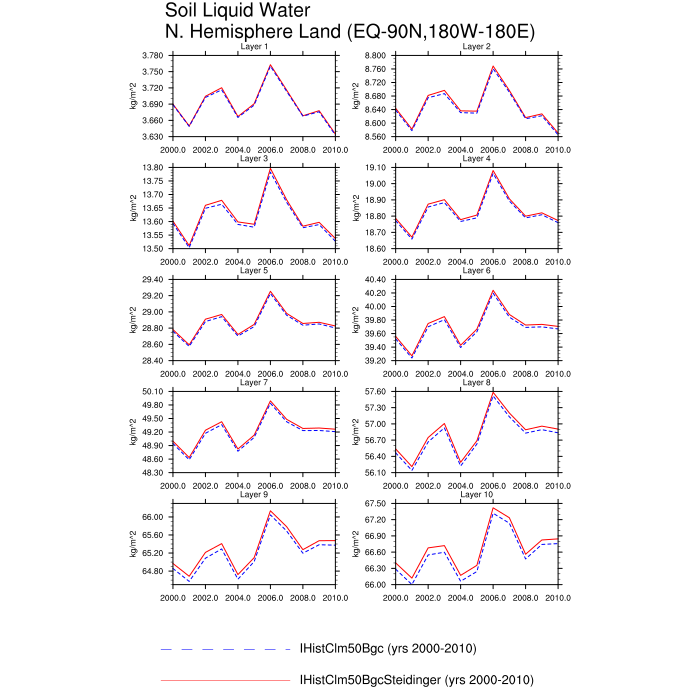 Soil Liquid Water
N. Hemisphere Land (EQ-90N,180W-180E)
Layer 1
3.780
3.750
3.720
3.690
3.660
3.630
kg/m^2
2000.0 2002.0 2004.0 2006.0 2008.0 2010.0
Layer 2
8.800
8.760
8.720
8.680
8.640
8.600
8.560
kg/m^2
2000.0 2002.0 2004.0 2006.0 2008.0 2010.0
Layer 3
13.80
13.75
13.70
13.65
13.60
13.55
13.50
kg/m^2
2000.0 2002.0 2004.0 2006.0 2008.0 2010.0
Layer 4
19.10
19.00
18.90
18.80
18.70
18.60
kg/m^2
2000.0 2002.0 2004.0 2006.0 2008.0 2010.0
Layer 5
29.40
29.20
29.00
28.80
28.60
28.40
kg/m^2
2000.0 2002.0 2004.0 2006.0 2008.0 2010.0
Layer 6
40.40
40.20
40.00
39.80
39.60
39.40
39.20
kg/m^2
2000.0 2002.0 2004.0 2006.0 2008.0 2010.0
Layer 7
50.10
49.80
49.50
49.20
48.90
48.60
48.30
kg/m^2
2000.0 2002.0 2004.0 2006.0 2008.0 2010.0
Layer 8
57.60
57.30
57.00
56.70
56.40
56.10
kg/m^2
2000.0 2002.0 2004.0 2006.0 2008.0 2010.0
Layer 9
66.00
65.60
65.20
64.80
kg/m^2
2000.0 2002.0 2004.0 2006.0 2008.0 2010.0
Layer 10
67.50
67.20
66.90
66.60
66.30
66.00
kg/m^2
2000.0 2002.0 2004.0 2006.0 2008.0 2010.0
IHistClm50Bgc (yrs 2000-2010)
IHistClm50BgcSteidinger (yrs 2000-2010)